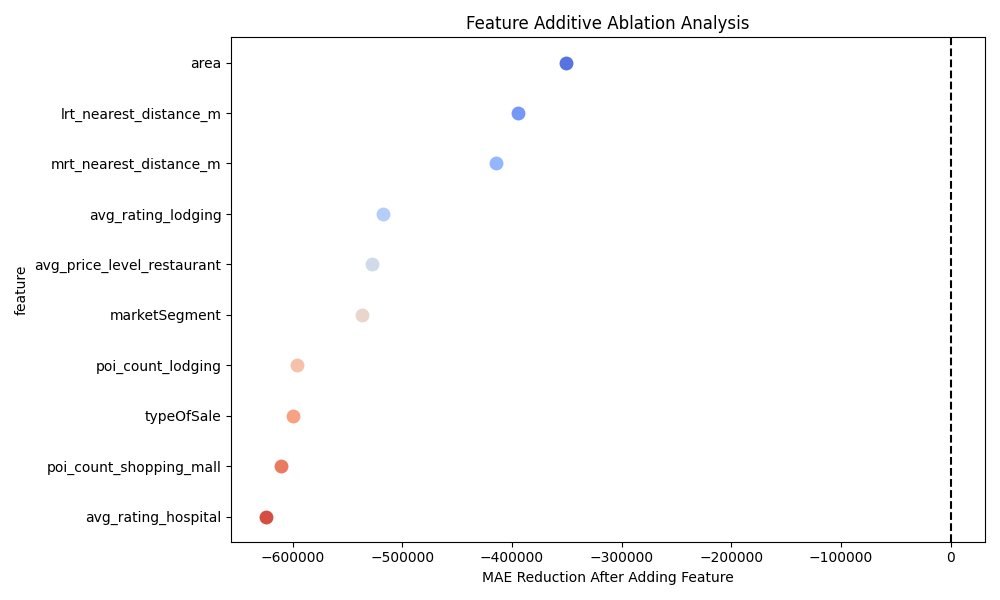 Feature Additive Ablation Analysis
area
lrt_nearest_distance_m
mrt_nearest_distance_m
avg_rating_lodging
avg_price_level_restaurant
marketSegment
poi_count_lodging
typeOfSale
poi_count_shopping_mall
avg_rating_hospital
feature
−600000 −500000 −400000 −300000 −200000 −100000 0
MAE Reduction After Adding Feature